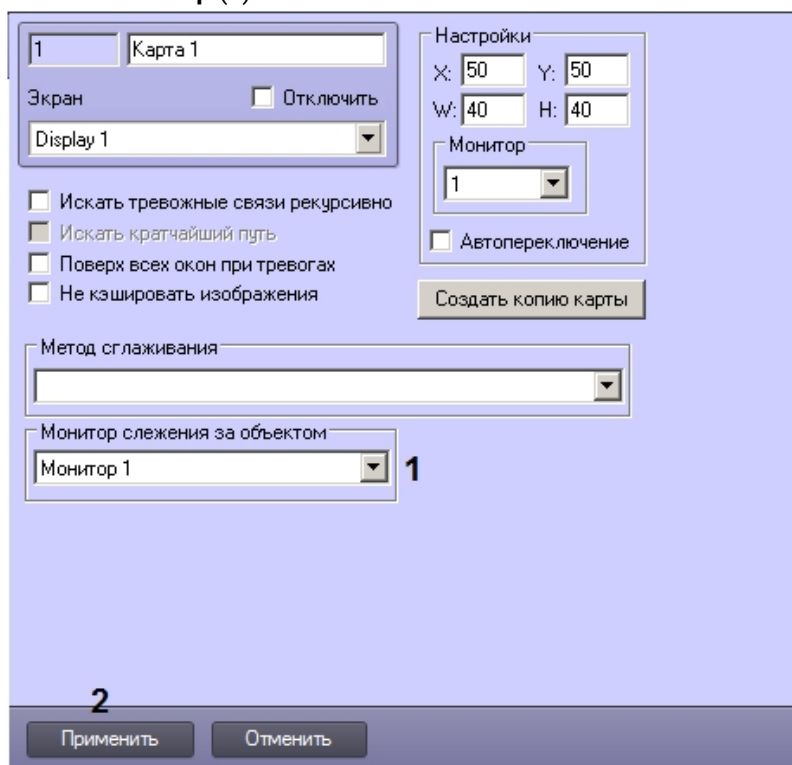 1 Карта 1
Экран Отключить
Display 1
Настройки
X: 50 Y: 50
W: 40 H: 40
Монитор
1
Автопереключение
Искать тревожные связи рекурсивно
Искать кратчайший путь
Поверх всех окон при тревогах
Не кэшировать изображения
Создать копию карты
Метод сглаживания
Монитор слежения за объектом
Монитор 1 1
2
Применить Отменить